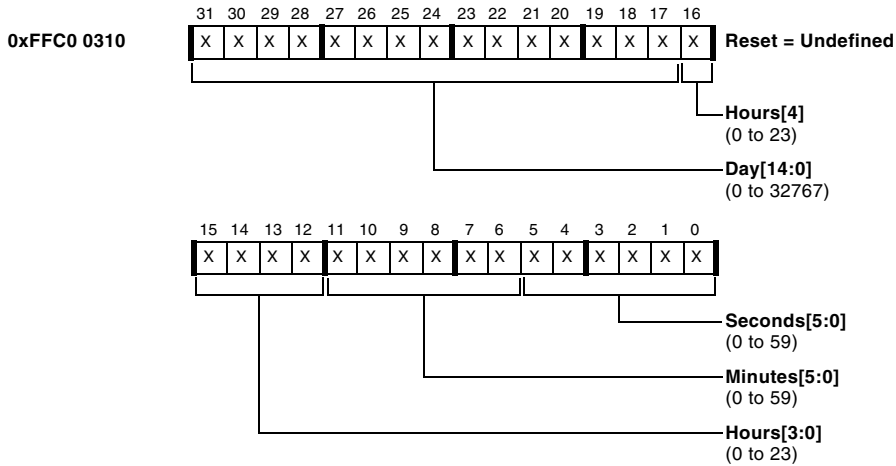 31 30 29 28 27 26 25 24 23 22 21 20 19 18 17 16
0xFFC0 0310 X X X X X X X X X X X X X X X X Reset = Undefined
Hours[4]
(0 to 23)
Day[14:0]
(0 to 32767)
15 14 13 12 11 10 9 8 7 6 5 4 3 2 1 0
X X X X X X X X X X X X X X X X
Seconds[5:0]
(0 to 59)
Minutes[5:0]
(0 to 59)
Hours[3:0]
(0 to 23)